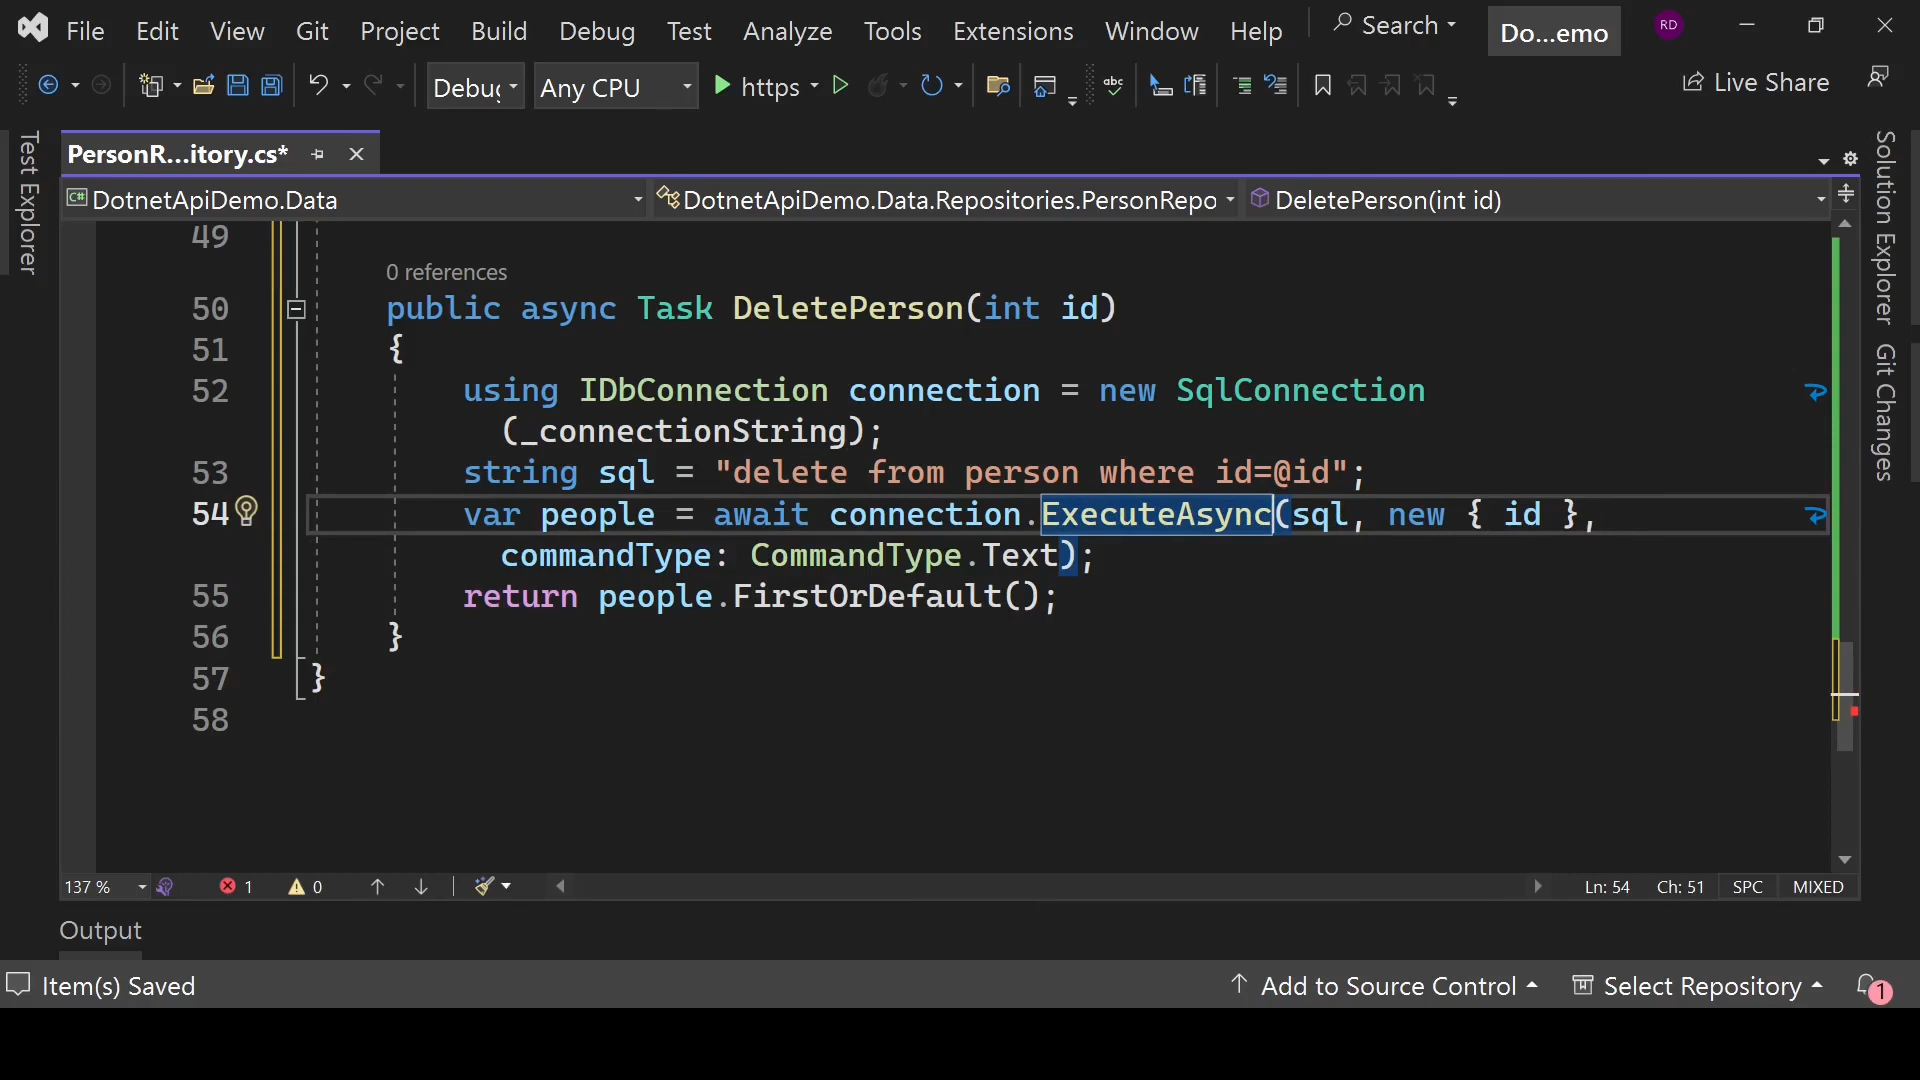 File Edit View Git Project Build Debug Test Analyze Tools Extensions Window Help Search Do...emo RD
Debug Any CPU https abc Live Share
Test Explorer
PersonR...itory.cs*
DotnetApiDemo.Data DotnetApiDemo.Data.Repositories.PersonRepo DeletePerson(int id)
49
0 references
50 public async Task DeletePerson(int id)
51 {
52 using IDbConnection connection = new SqlConnection
(_connectionString);
53 string sql = "delete from person where id=@id";
54 var people = await connection.ExecuteAsync(sql, new { id },
commandType: CommandType.Text);
55 return people.FirstOrDefault();
56 }
57 }
58
137 % 1 0 Ln: 54 Ch: 51 SPC MIXED
Solution Explorer
Git Changes
Output
Item(s) Saved Add to Source Control Select Repository 1